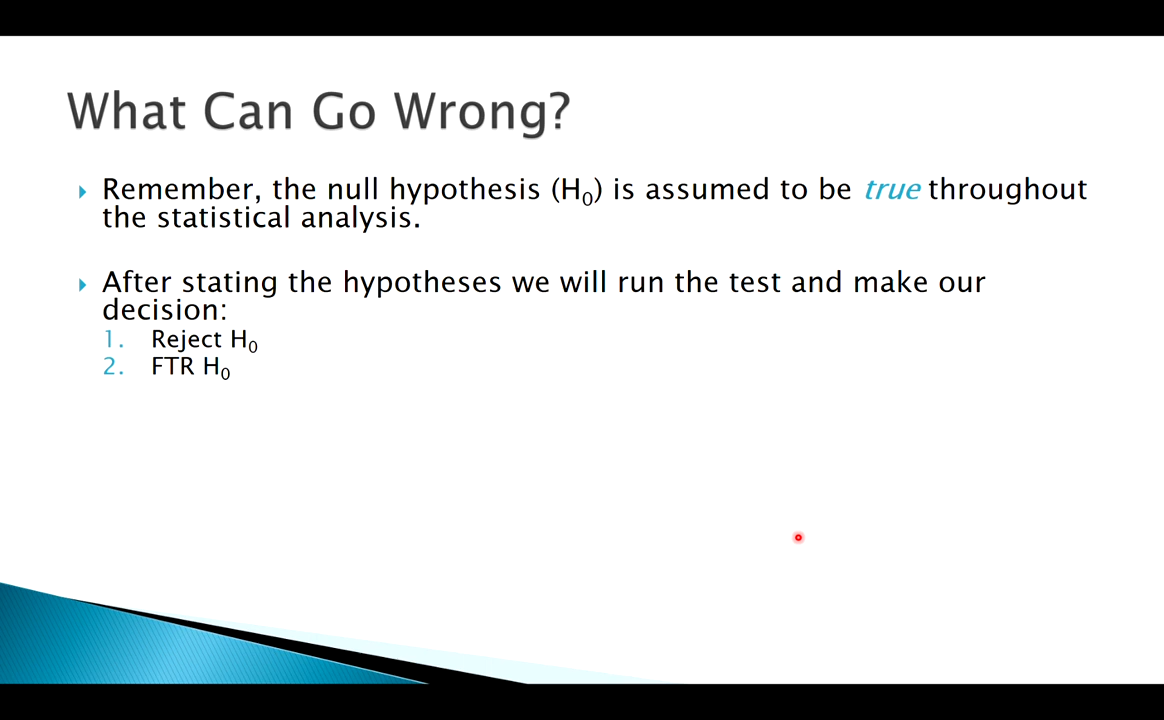 What Can Go Wrong?
Remember, the null hypothesis (H₀) is assumed to be true throughout
the statistical analysis.
After stating the hypotheses we will run the test and make our
decision:
1. Reject H₀
2. FTR H₀